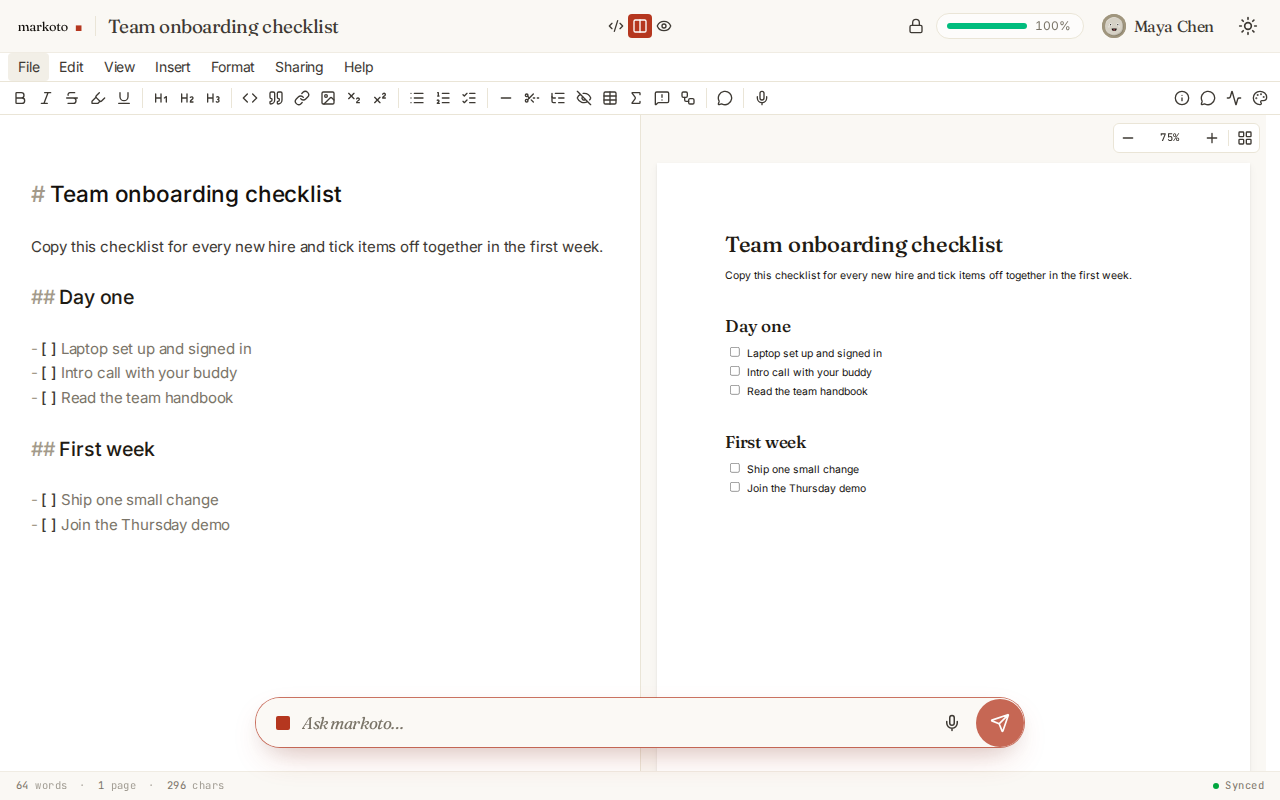 markoto
Team onboarding checklist
100%
Maya Chen
File Edit View Insert Format Sharing Help
H1 H2 H3
75%
# Team onboarding checklist
Copy this checklist for every new hire and tick items off together in the first week.
## Day one
- [ ] Laptop set up and signed in
- [ ] Intro call with your buddy
- [ ] Read the team handbook
## First week
- [ ] Ship one small change
- [ ] Join the Thursday demo
Team onboarding checklist
Copy this checklist for every new hire and tick items off together in the first week.
Day one
Laptop set up and signed in
Intro call with your buddy
Read the team handbook
First week
Ship one small change
Join the Thursday demo
Ask markoto...
64 words · 1 page · 296 chars
Synced